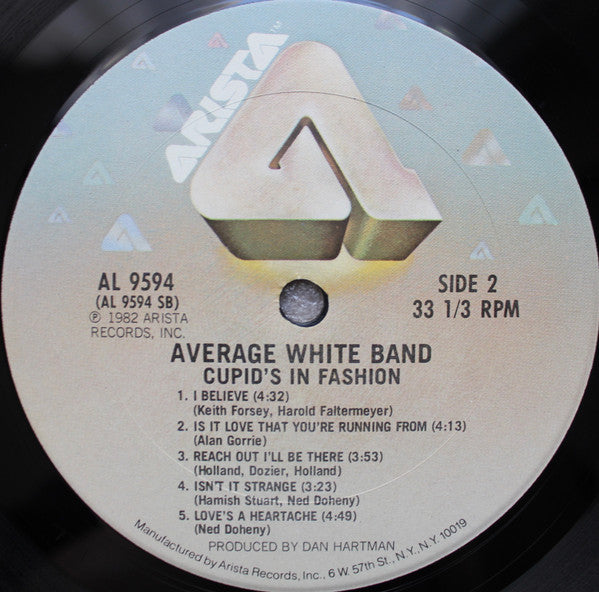 ARISTA™
AL 9594
(AL 9594 SB)
℗ 1982 ARISTA
RECORDS, INC.
SIDE 2
33 1/3 RPM
AVERAGE WHITE BAND
CUPID'S IN FASHION
1. I BELIEVE (4:32)
(Keith Forsey, Harold Faltermeyer)
2. IS IT LOVE THAT YOU'RE RUNNING FROM (4:13)
(Alan Gorrie)
3. REACH OUT I'LL BE THERE (3:53)
(Holland, Dozier, Holland)
4. ISN'T IT STRANGE (3:23)
(Hamish Stuart, Ned Doheny)
5. LOVE'S A HEARTACHE (4:49)
(Ned Doheny)
PRODUCED BY DAN HARTMAN
Manufactured by Arista Records, Inc., 6 W. 57th St., N.Y., N.Y. 10019